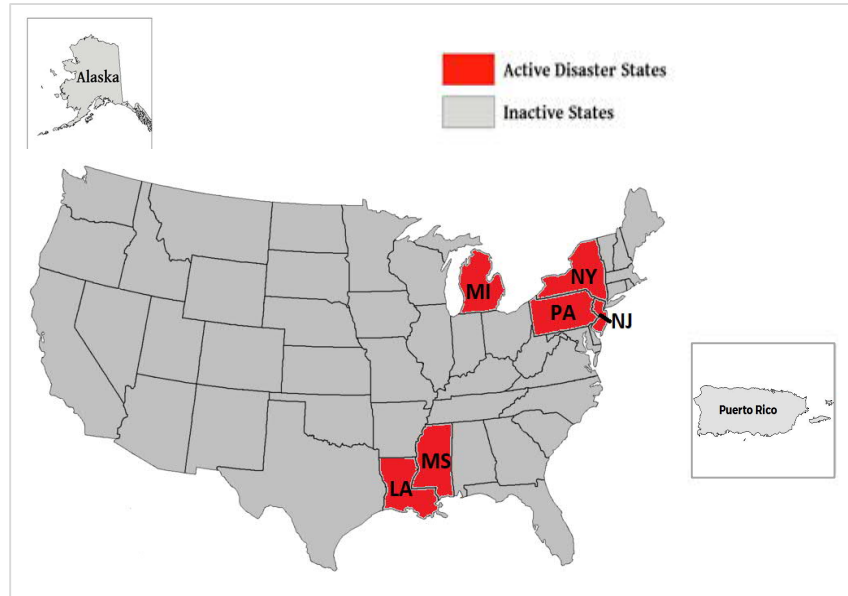 Alaska
Active Disaster States
Inactive States
MI
NY
PA
NJ
Puerto Rico
MS
LA